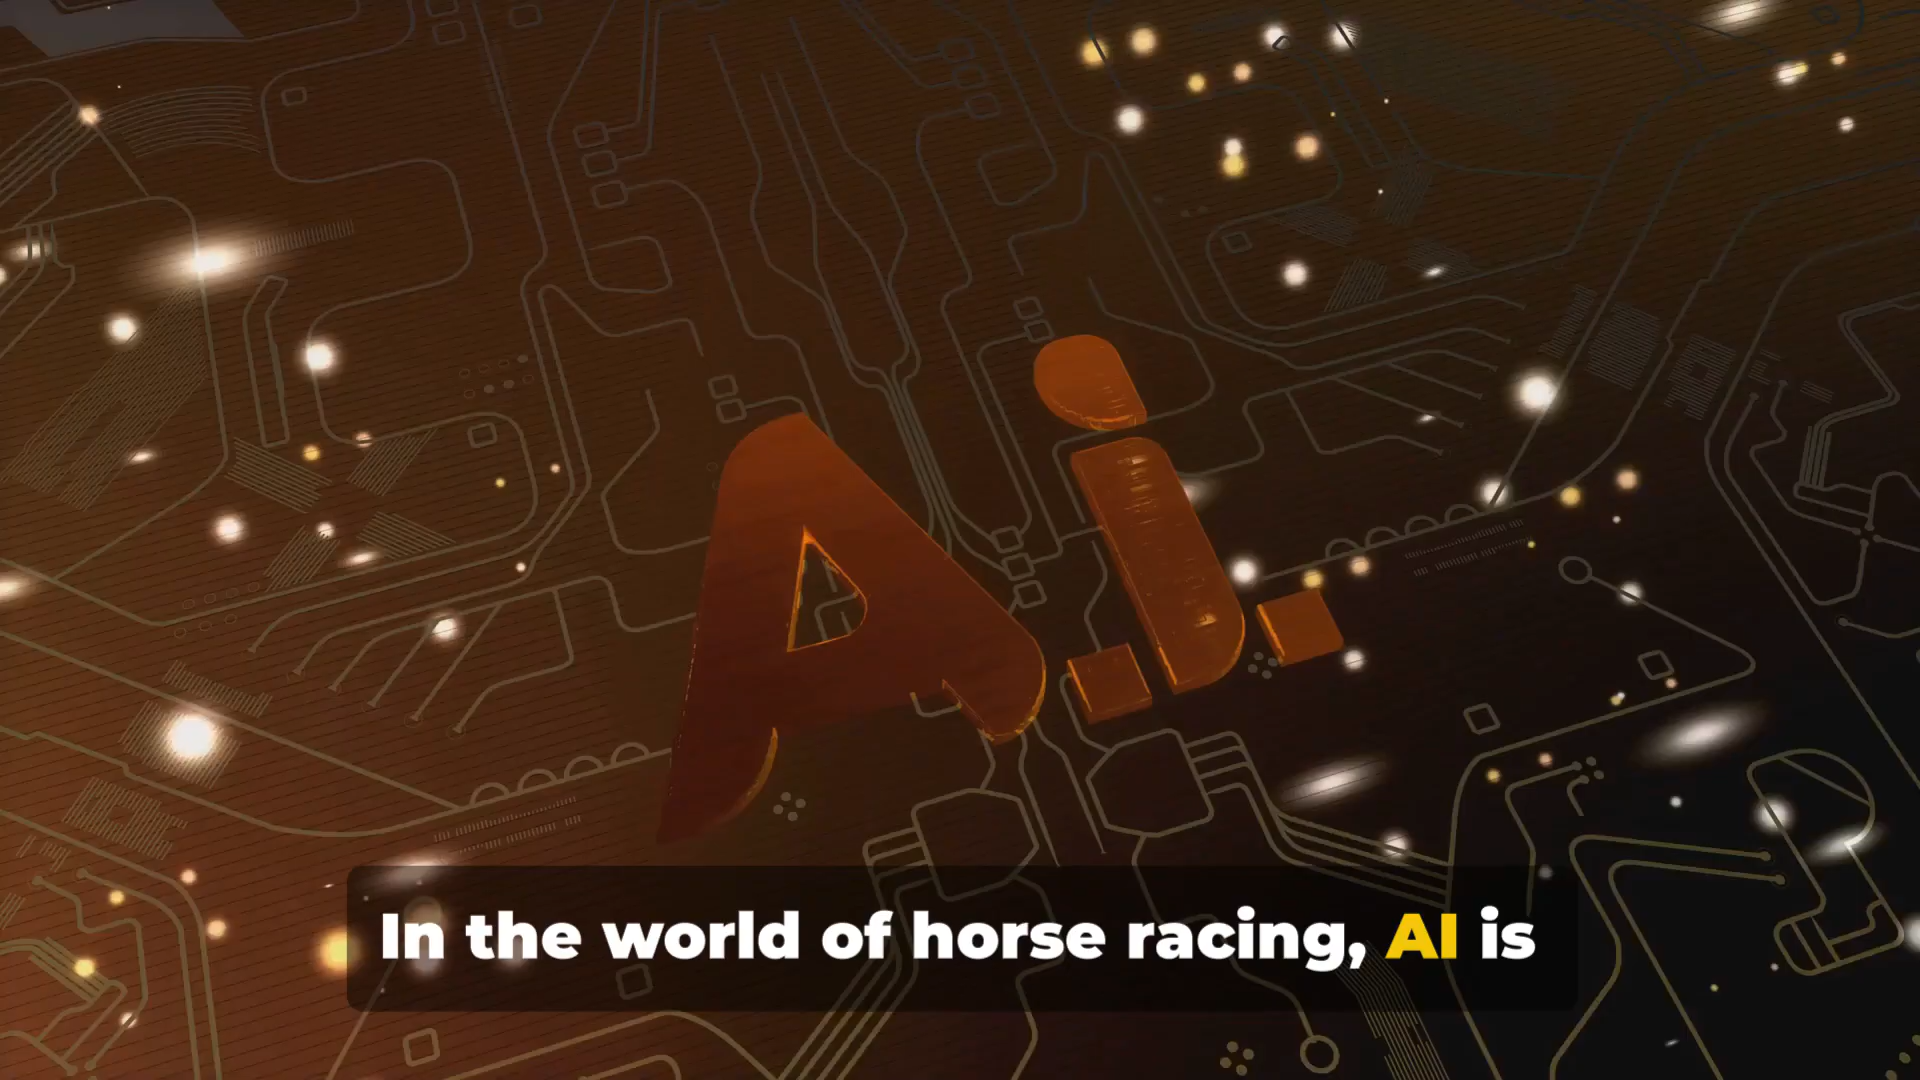 A.i.
In the world of horse racing, AI is